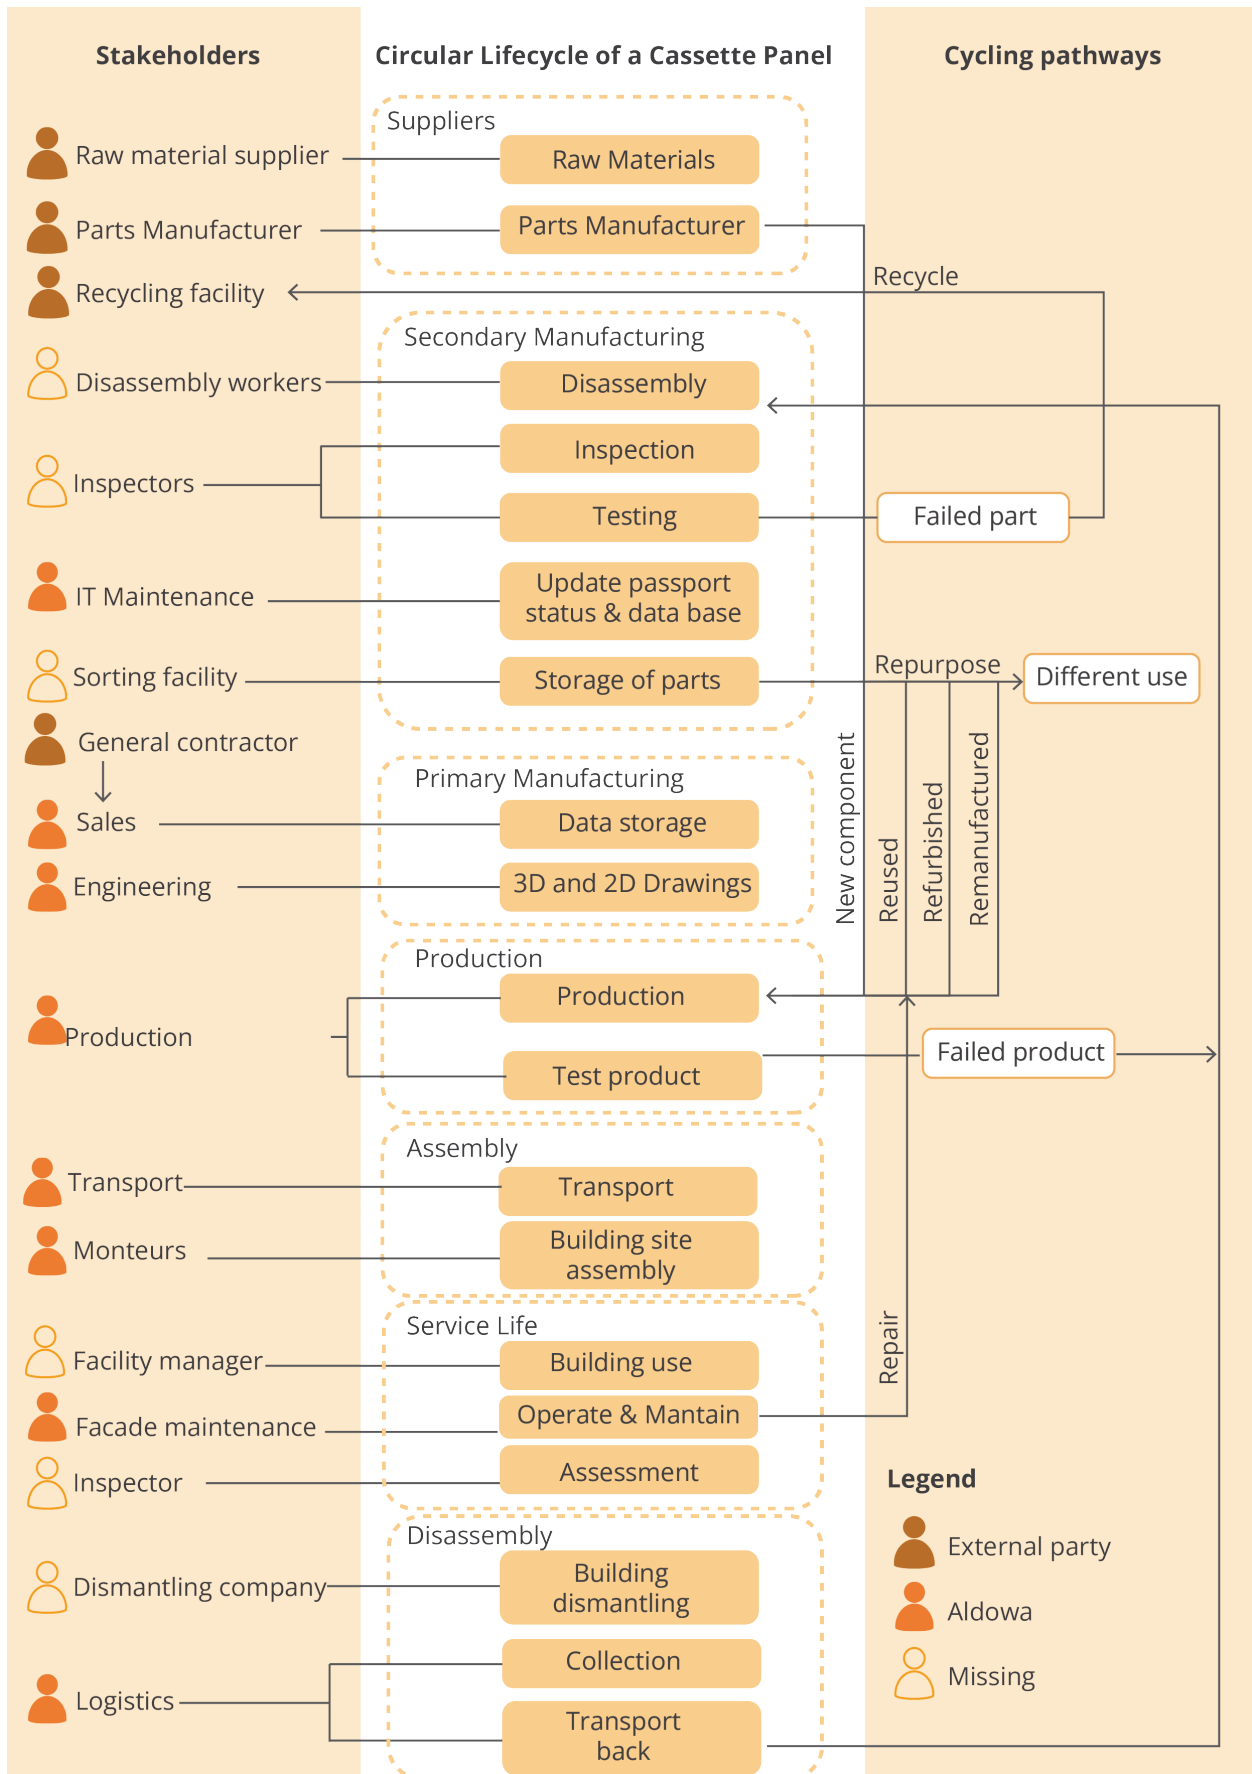 Stakeholders
Circular Lifecycle of a Cassette Panel
Cycling pathways
Suppliers
Raw material supplier
Raw Materials
Parts Manufacturer
Parts Manufacturer
Recycling facility
Recycle
Secondary Manufacturing
Disassembly workers
Disassembly
Inspectors
Inspection
Testing
Failed part
IT Maintenance
Update passport
status & data base
Sorting facility
Storage of parts
Repurpose
Different use
General contractor
New component
Reused
Refurbished
Remanufactured
Primary Manufacturing
Sales
Data storage
Engineering
3D and 2D Drawings
Production
Production
Production
Test product
Failed product
Assembly
Transport
Transport
Monteurs
Building site
assembly
Service Life
Repair
Facility manager
Building use
Facade maintenance
Operate & Mantain
Inspector
Assessment
Legend
External party
Aldowa
Missing
Disassembly
Dismantling company
Building
dismantling
Collection
Logistics
Transport
back